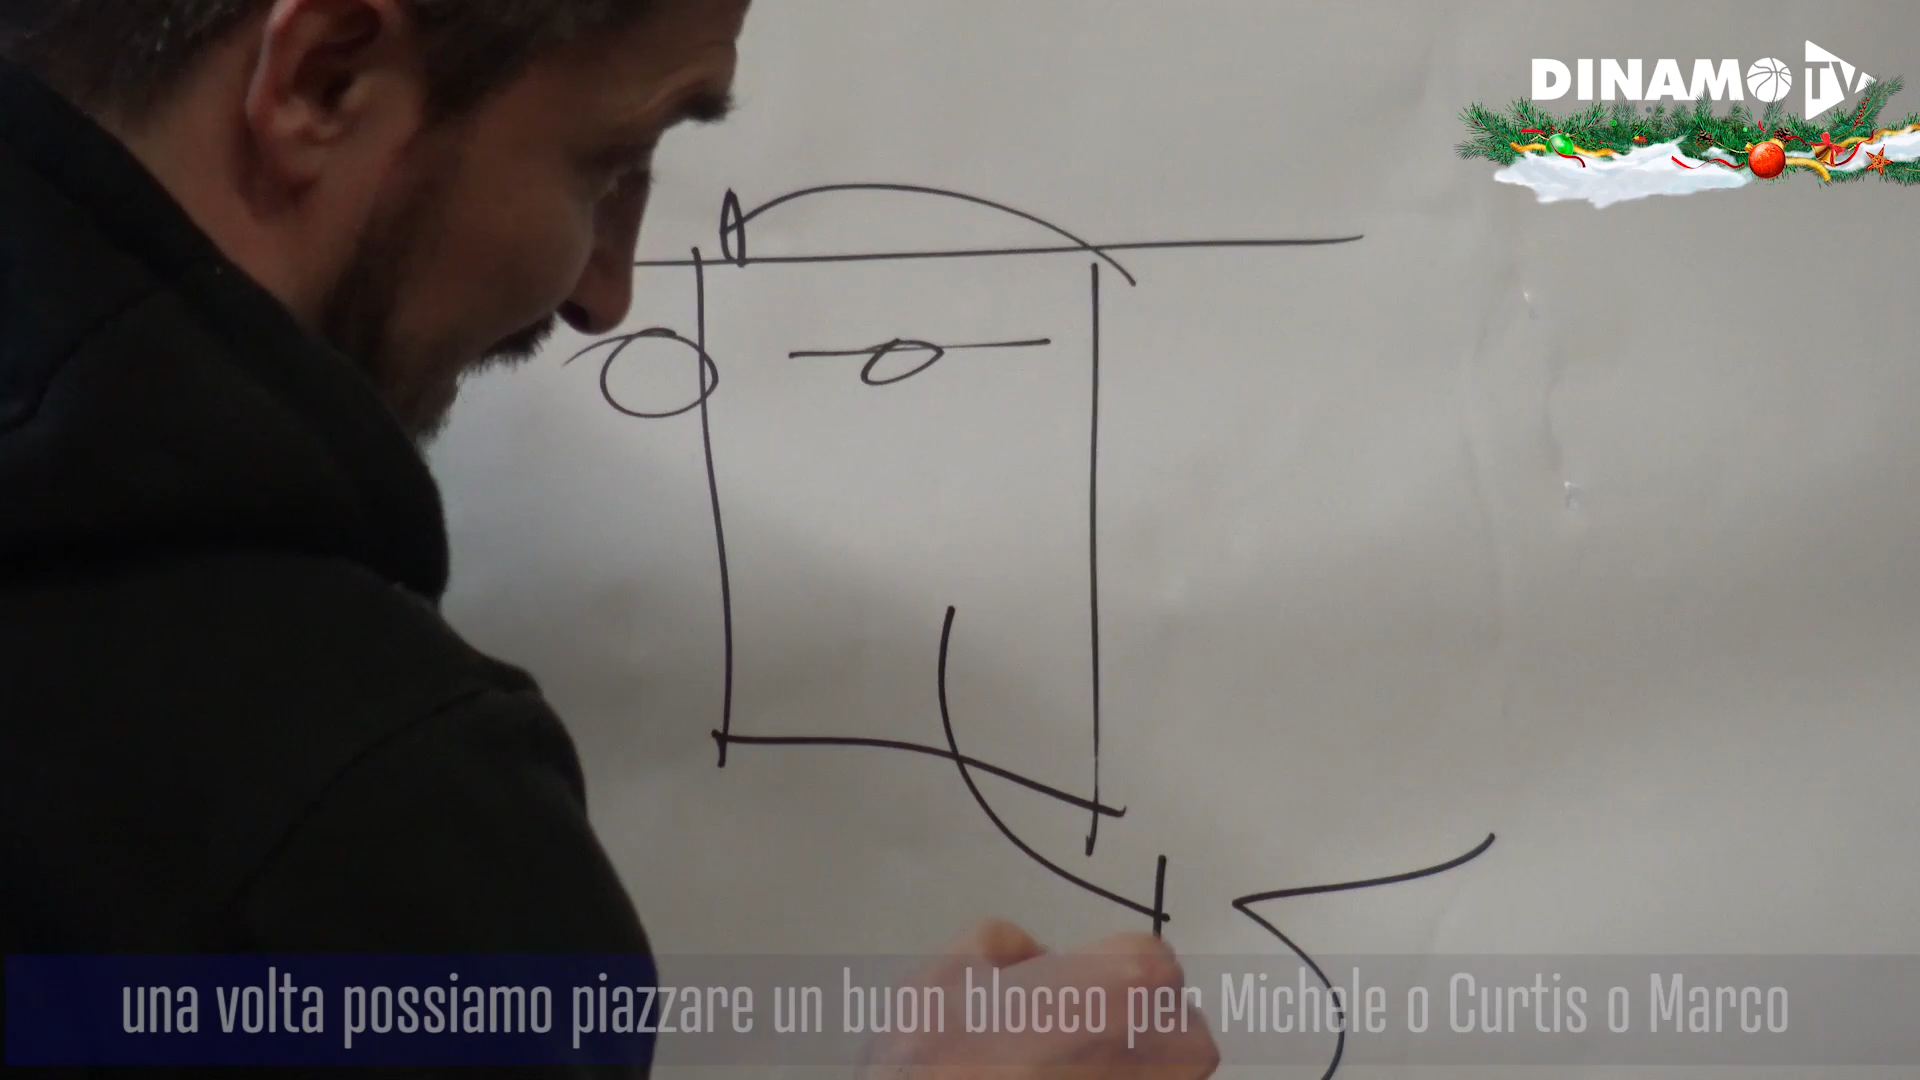 DINAMO TV
una volta possiamo piazzare un buon blocco per Michele o Curtis o Marco